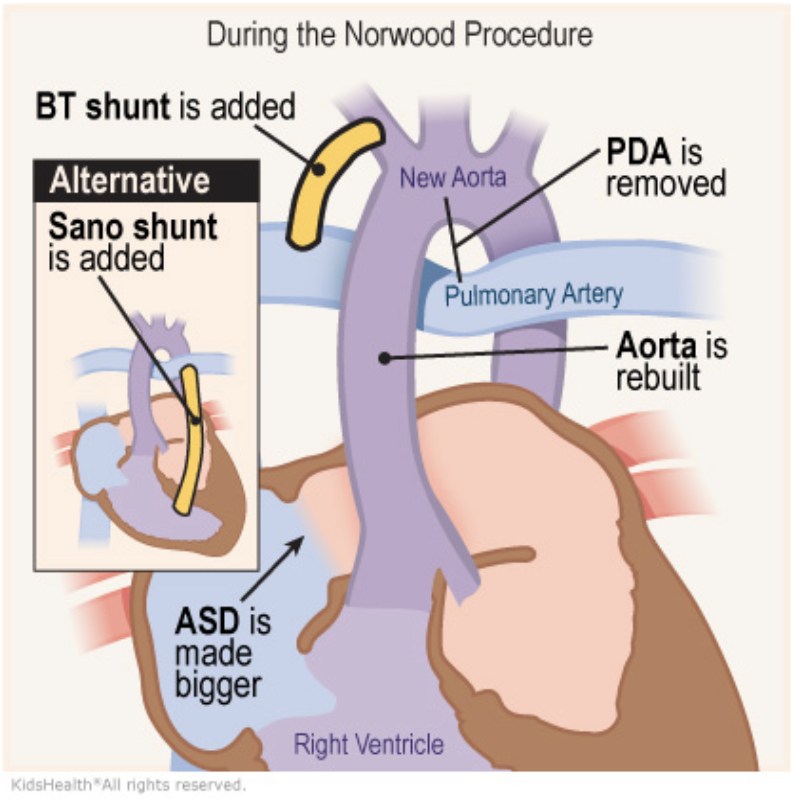 During the Norwood Procedure
BT shunt is added
Alternative
Sano shunt
is added
New Aorta
PDA is
removed
Pulmonary Artery
Aorta is
rebuilt
ASD is
made
bigger
Right Ventricle
KidsHealth®All rights reserved.